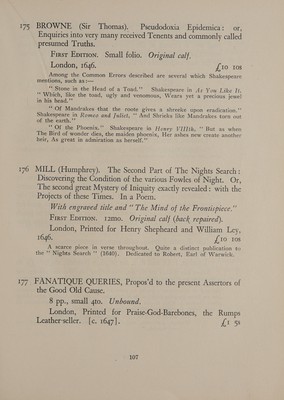 175 BROWNE (Sir Thomas). Pseudodoxia Epidemica: or,
Enquiries into very many received Tenents and commonly called
presumed Truths.
First Edition. Small folio. Original calf.
London, 1646. £10 10s
Among the Common Errors described are several which Shakespeare
mentions, such as:—
" Stone in the Head of a Toad." Shakespeare in As You Like It.
" Which, like the toad, ugly and venomous, Wears yet a precious jewel
in his head."
" Of Mandrakes that the roots gives a shreeke upon eradication."
Shakespeare in Romeo and Juliet, " And Shrieks like Mandrakes torn out
of the earth."
" Of the Phoenix." Shakespeare in Henry VIIIth, " But as when
The Bird of wonder dies, the maiden phoenix, Her ashes new create another
heir, As great in admiration as herself."
176 MILL (Humphrey). The Second Part of The Nights Search:
Discovering the Condition of the various Fowles of Night. Or,
The second great Mystery of Iniquity exactly revealed: with the
Projects of these Times. In a Poem.
With engraved title and " The Mind of the Frontispiece."
First Edition. 12mo. Original calf (back repaired).
London, Printed for Henry Shepheard and William Ley,
1646. £10 10s
A scarce piece in verse throughout. Quite a distinct publication to
the " Nights Search " (1640). Dedicated to Robert, Earl of Warwick.
177 FANATIQUE QUERIES, Propos'd to the present Assertors of
the Good Old Cause.
8 pp., small 4to. Unbound.
London, Printed for Praise-God-Barebones, the Rumps
Leather-seller. [c. 1647]. £1 5s
107